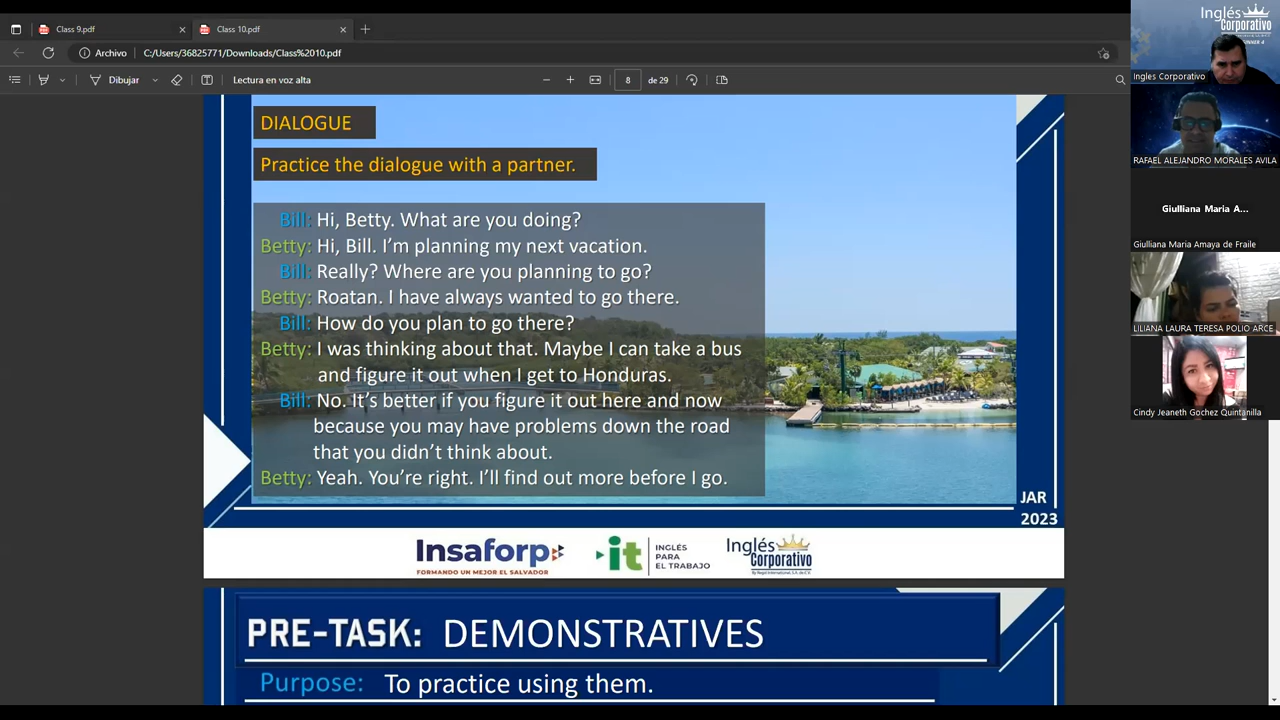 Class 9.pdf
Class 10.pdf
Archivo
C:/Users/36825771/Downloads/Class%2010.pdf
Dibujar
Lectura en voz alta
8
de 29
DIALOGUE
Practice the dialogue with a partner.
Bill: Hi, Betty. What are you doing?
Betty: Hi, Bill. I'm planning my next vacation.
Bill: Really? Where are you planning to go?
Betty: Roatan. I have always wanted to go there.
Bill: How do you plan to go there?
Betty: I was thinking about that. Maybe I can take a bus
and figure it out when I get to Honduras.
Bill: No. It's better if you figure it out here and now
because you may have problems down the road
that you didn't think about.
Betty: Yeah. You're right. I'll find out more before I go.
JAR
2023
Insaforp
FORMANDO UN MEJOR EL SALVADOR
it
INGLÉS
PARA
EL TRABAJO
Inglés
Corporativo
By Regal International, S.A. de C.V.
PRE-TASK: DEMONSTRATIVES
Purpose: To practice using them.
Inglés
Corporativo
Ingles Corporativo
RAFAEL ALEJANDRO MORALES AVILA
Giulliana Maria A...
Giulliana Maria Amaya de Fraile
LILIANA LAURA TERESA POLIO ARCE
Cindy Jeaneth Gochez Quintanilla